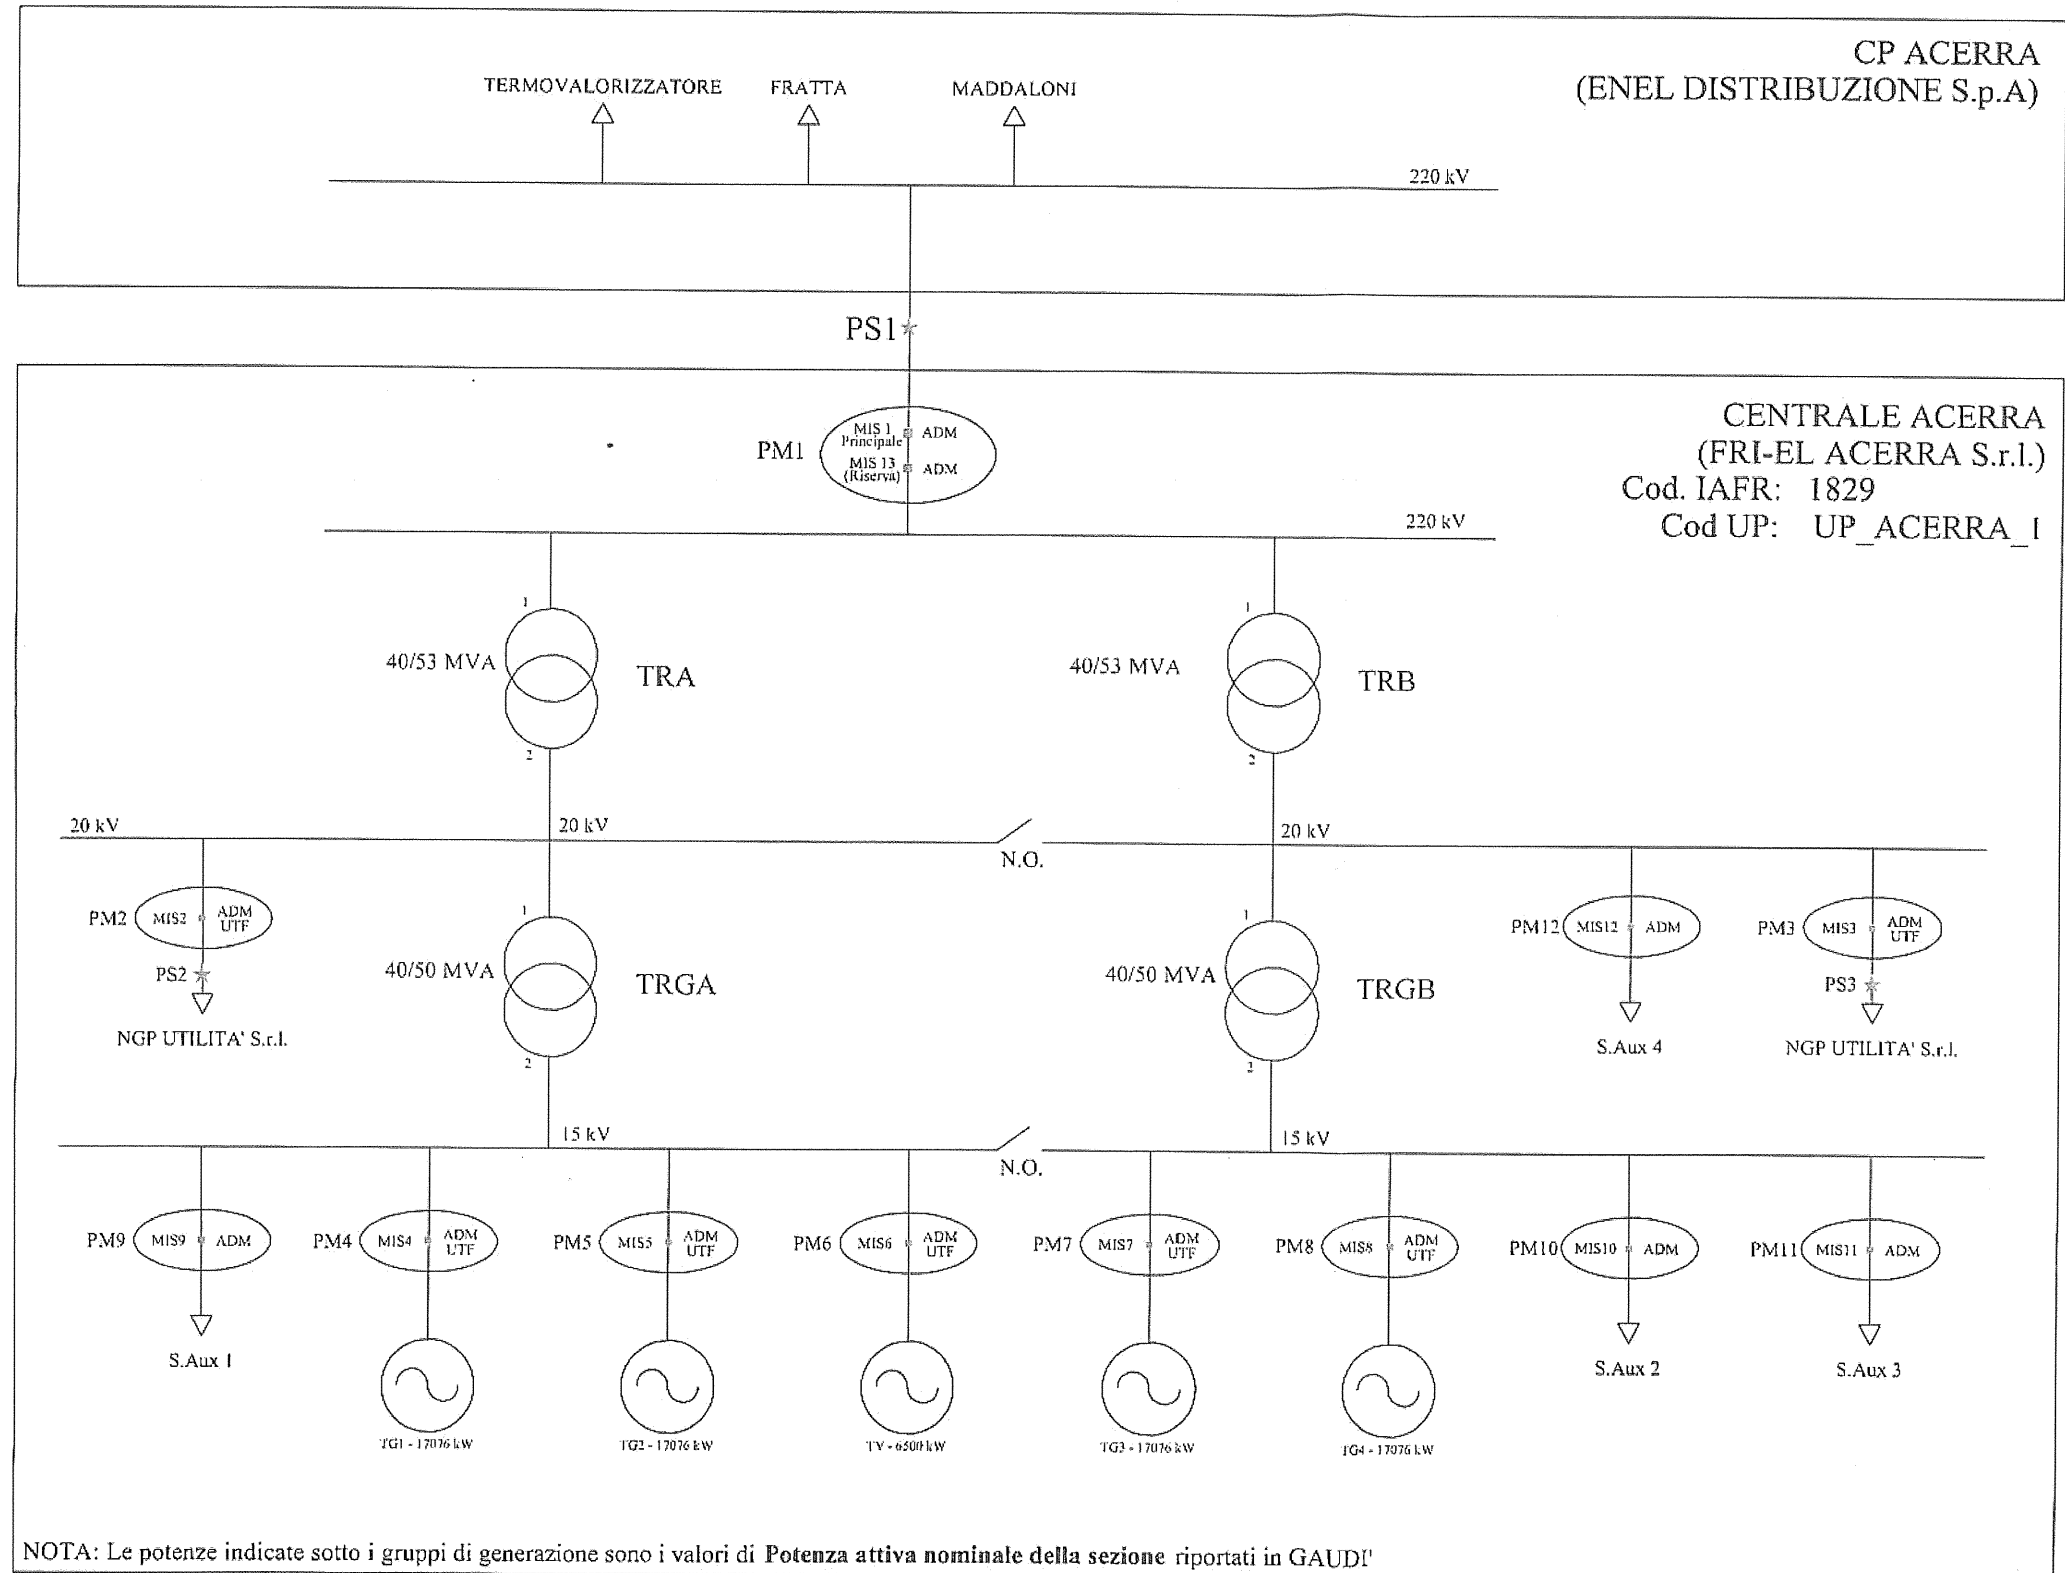 CP ACERRA
(ENEL DISTRIBUZIONE S.p.A)
TERMOVALORIZZATORE
FRATTA
MADDALONI
220 kV
PS1
CENTRALE ACERRA
(FRI-EL ACERRA S.r.l.)
Cod. IAFR: 1829
Cod UP: UP_ACERRA_1
PM1
MIS 1
Principale
ADM
MIS 13
(Riserva)
ADM
220 kV
1
40/53 MVA
TRA
2
1
40/53 MVA
TRB
2
20 kV
20 kV
N.O.
20 kV
PM2
MIS2
ADM
UTF
PS2
NGP UTILITA' S.r.l.
1
40/50 MVA
TRGA
2
1
40/50 MVA
TRGB
2
PM12
MIS12
ADM
S.Aux 4
PM3
MIS3
ADM
UTF
PS3
NGP UTILITA' S.r.l.
15 kV
N.O.
15 kV
PM9
MIS9
ADM
S.Aux 1
PM4
MIS4
ADM
UTF
TG1 - 17076 kW
PM5
MIS5
ADM
UTF
TG2 - 17076 kW
PM6
MIS6
ADM
UTF
TV - 6500 kW
PM7
MIS7
ADM
UTF
TG3 - 17076 kW
PM8
MIS8
ADM
UTF
TG4 - 17076 kW
PM10
MIS10
ADM
S.Aux 2
PM11
MIS11
ADM
S.Aux 3
NOTA: Le potenze indicate sotto i gruppi di generazione sono i valori di Potenza attiva nominale della sezione riportati in GAUDI'